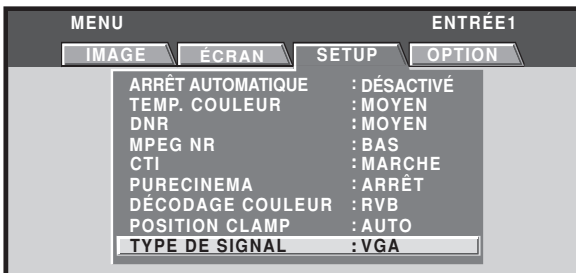 MENU ENTRÉE1
IMAGE ÉCRAN SETUP OPTION
ARRÊT AUTOMATIQUE : DÉSACTIVÉ
TEMP. COULEUR : MOYEN
DNR : MOYEN
MPEG NR : BAS
CTI : MARCHE
PURECINEMA : ARRÊT
DÉCODAGE COULEUR : RVB
POSITION CLAMP : AUTO
TYPE DE SIGNAL : VGA